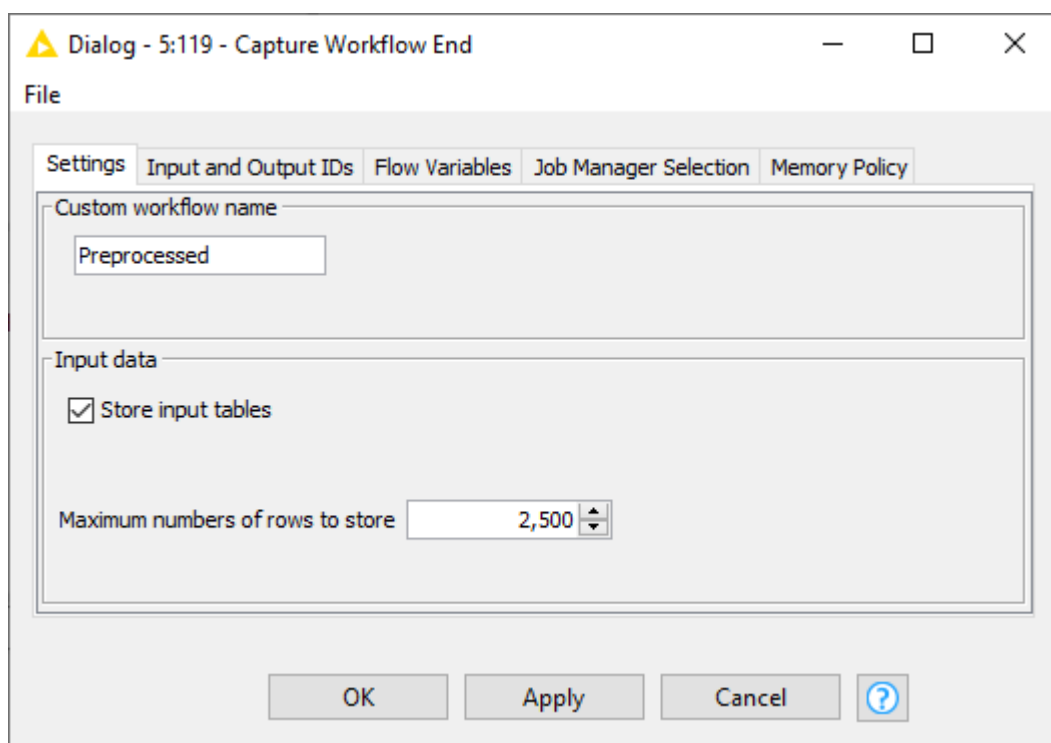 Dialog - 5:119 - Capture Workflow End
File
Settings Input and Output IDs Flow Variables Job Manager Selection Memory Policy
Custom workflow name
Preprocessed
Input data
Store input tables
Maximum numbers of rows to store 2,500
OK Apply Cancel ?